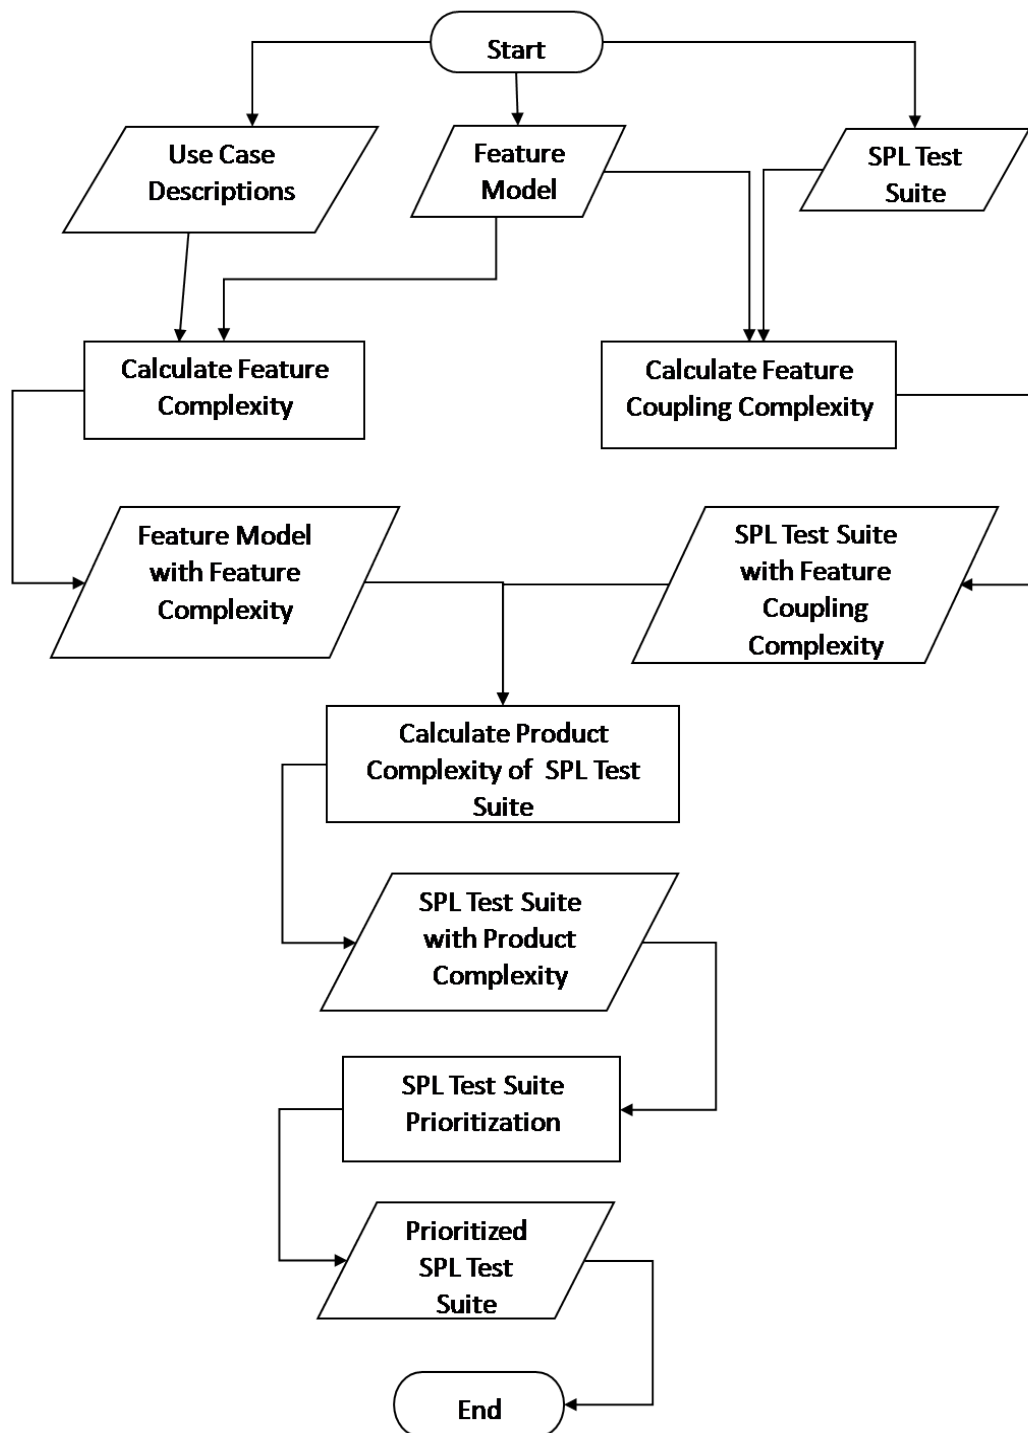 Start
Use Case
Descriptions
Feature
Model
SPL Test
Suite
Calculate Feature
Complexity
Calculate Feature
Coupling Complexity
Feature Model
with Feature
Complexity
SPL Test Suite
with Feature
Coupling
Complexity
Calculate Product
Complexity of SPL Test
Suite
SPL Test Suite
with Product
Complexity
SPL Test Suite
Prioritization
Prioritized
SPL Test
Suite
End